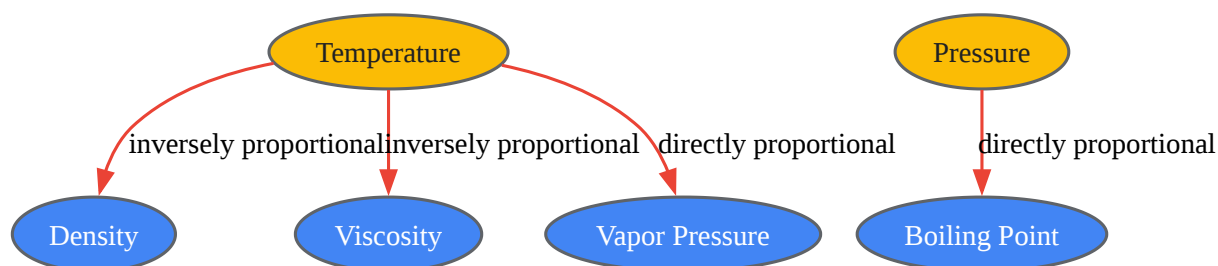 Temperature
Pressure
inversely proportional
inversely proportional
directly proportional
directly proportional
Density
Viscosity
Vapor Pressure
Boiling Point